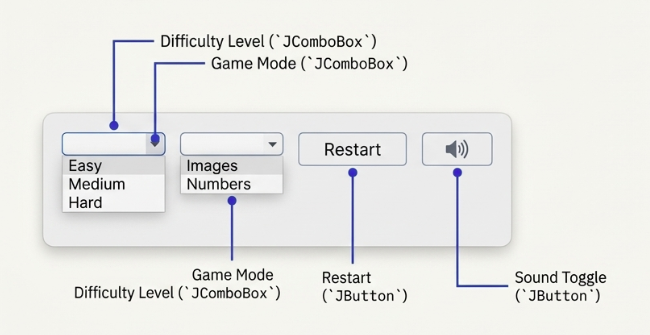 Difficulty Level (`JComboBox`)
Game Mode (`JComboBox`)
Easy
Medium
Hard
Images
Numbers
Restart
Game Mode
Difficulty Level (`JComboBox`)
Restart
(`JButton`)
Sound Toggle
(`JButton`)